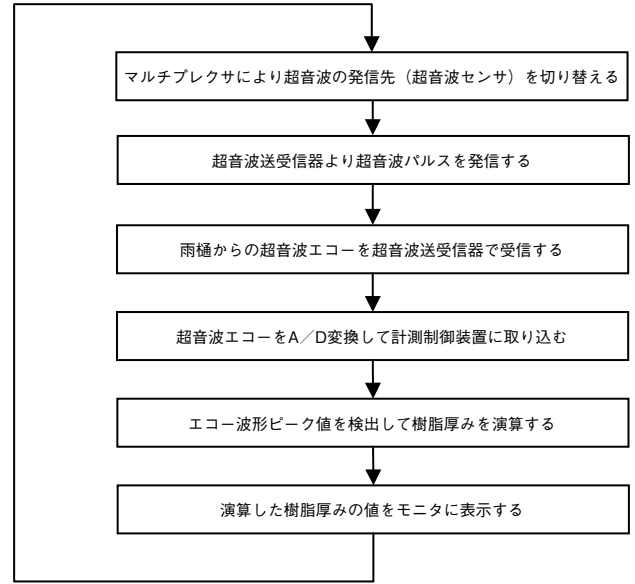 マルチプレクサにより超音波の発信先（超音波センサ）を切り替える
超音波送受信器より超音波パルスを発信する
雨樋からの超音波エコーを超音波送受信器で受信する
超音波エコーをA／D変換して計測制御装置に取り込む
エコー波形ピーク値を検出して樹脂厚みを演算する
演算した樹脂厚みの値をモニタに表示する